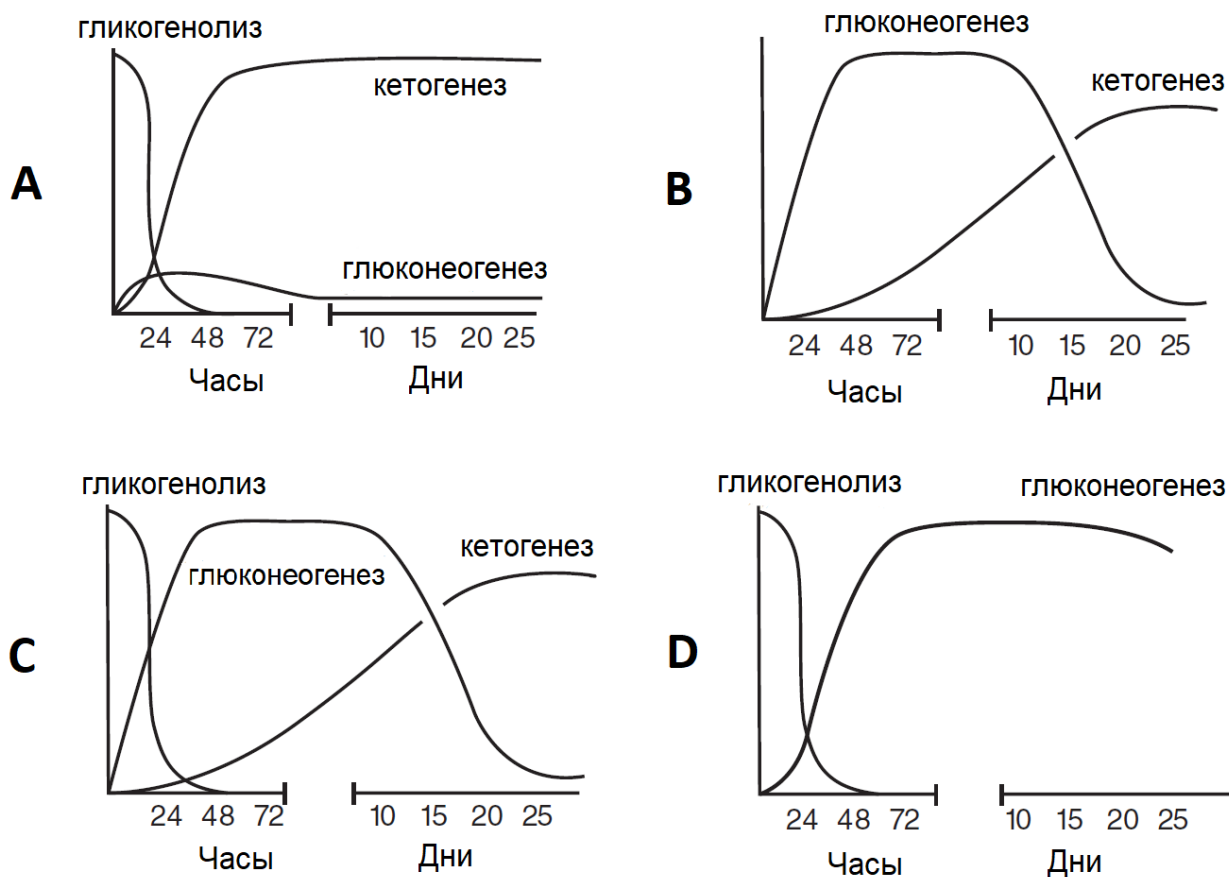 гликогенолиз
кетогенез
A
глюконеогенез
24 48 72 10 15 20 25
Часы Дни
глюконеогенез
кетогенез
B
24 48 72 10 15 20 25
Часы Дни
гликогенолиз
кетогенез
глюконеогенез
C
24 48 72 10 15 20 25
Часы Дни
гликогенолиз глюконеогенез
D
24 48 72 10 15 20 25
Часы Дни